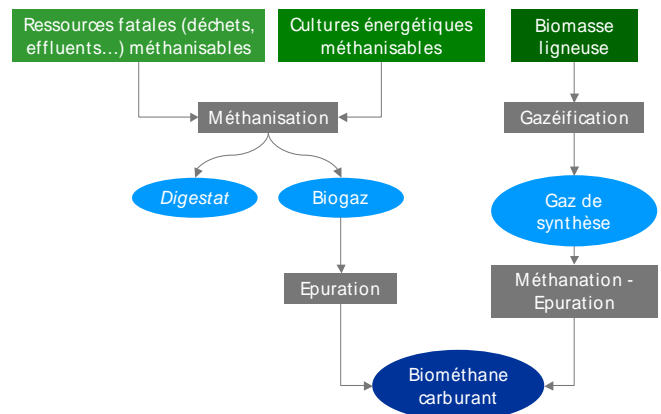 Ressources fatales (déchets,
effluents…) méthanisables
Cultures énergétiques
méthanisables
Biomasse
ligneuse
Méthanisation
Gazéification
Digestat
Biogaz
Gaz de
synthèse
Epuration
Méthanation -
Epuration
Biométhane
carburant